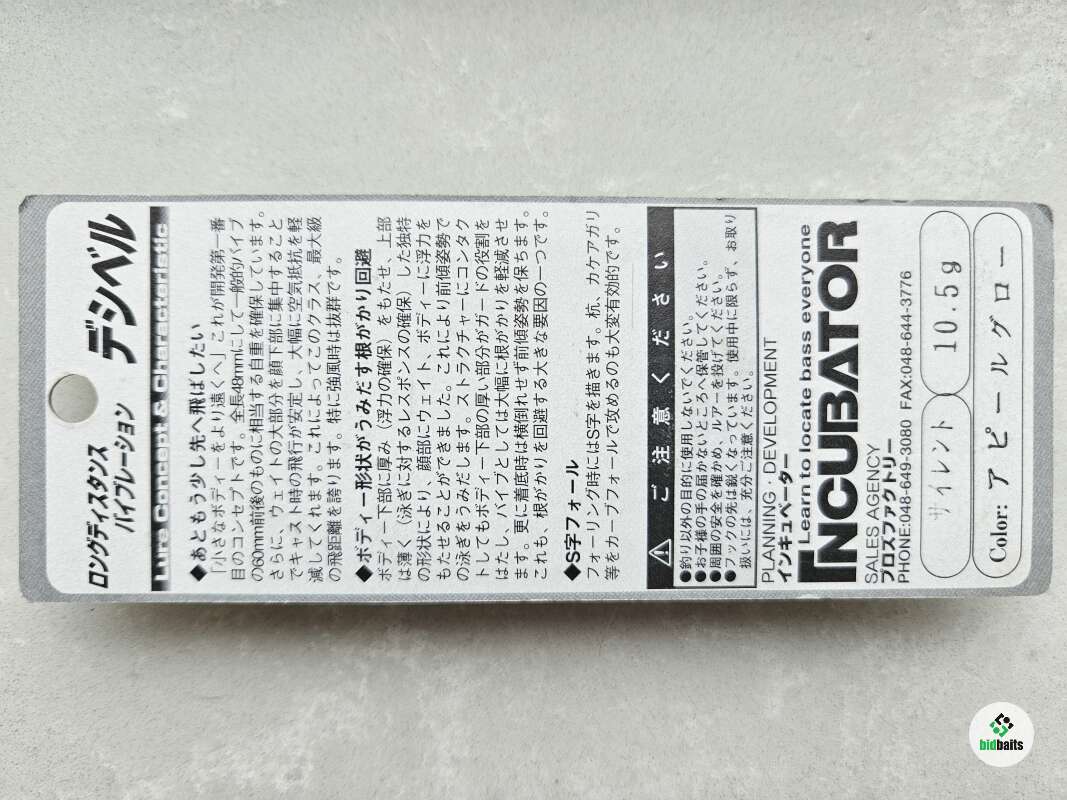 ロングディスタンス
バイブレーション
デシベル
Lure Concept & Characteristic
◆あともう少し先へ飛ばしたい
「小さなボディーをより遠くへ」これが開発第一番
目のコンセプトです。全長48mmにして一般的バイブ
の60mm前後のものに相当する自重を確保しています。
さらに、ウェイトの大部分を顔下部に集中すること
でキャスト時の飛行が安定し、大幅に空気抵抗を軽
減してくれます。これによってこのクラス、最大級
の飛距離を誇ります。特に強風時は抜群です。
◆ボディー形状がうみだす根がかり回避
ボディー下部に厚み（浮力の確保）をもたせ、上部
は薄く（泳ぎに対するレスポンスの確保）した独特
の形状により、顔部にウェイト、ボディーに浮力を
もたせることができました。これにより前傾姿勢で
の泳ぎをうみだします。ストラクチャーにコンタク
トしてもボディー下部の厚い部分がガードの役割を
はたし、バイブとしては大幅に根がかりを軽減させ
ます。更に着底時は横倒れせず前傾姿勢を保ちます。
これも、根がかりを回避する大きな要因の一つです。
◆S字フォール
フォーリング時にはS字を描きます。杭、カケアガリ
等をカーブフォールで攻めるのも大変有効的です。
ご注意ください
●釣り以外の目的に使用しないでください。
●お子様の手の届かないところへ保管してください。
●周囲の安全を確かめ、ルアーを投げてください。
●フックの先は鋭くなっています。使用中に限らず、お取り
扱いには、充分ご注意ください。
PLANNING・DEVELOPMENT
インキュベーター
Learn to locate bass everyone
INCUBATOR
SALES AGENCY
プロスファクトリー
PHONE:048-649-3080 FAX:048-644-3776
サイレント 10.5g
Color: アピールグロー
bidbaits